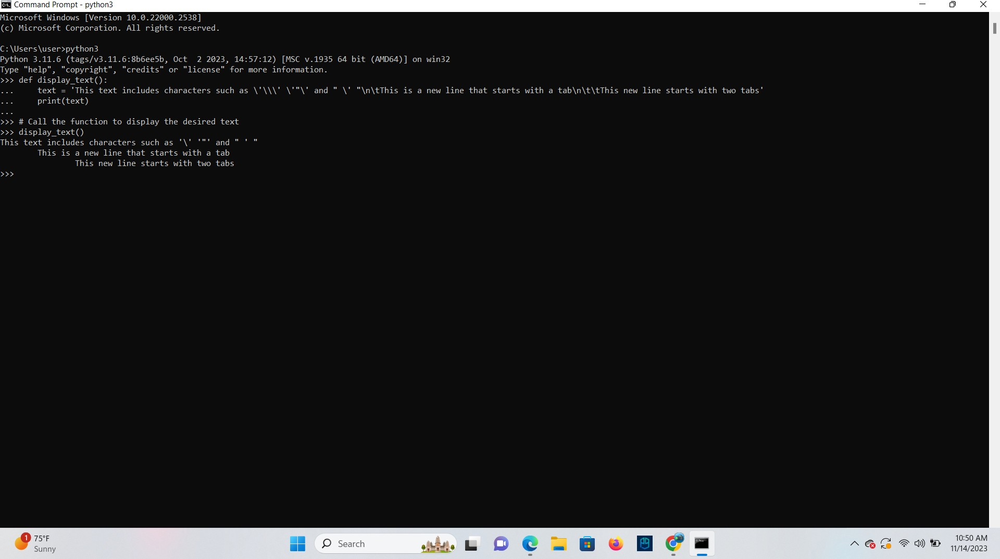 Command Prompt - python3
Microsoft Windows [Version 10.0.22000.2538]
(c) Microsoft Corporation. All rights reserved.
C:\Users\user>python3
Python 3.11.6 (tags/v3.11.6:8b6ee5b, Oct  2 2023, 14:57:12) [MSC v.1935 64 bit (AMD64)] on win32
Type "help", "copyright", "credits" or "license" for more information.
>>> def display_text():
...     text = 'This text includes characters such as \'\\\' \'"\' and " \' "\n\tThis is a new line that starts with a tab\n\t\tThis new line starts with two tabs'
...     print(text)
...
>>> # Call the function to display the desired text
>>> display_text()
This text includes characters such as '\' '"' and " ' "
        This is a new line that starts with a tab
                This new line starts with two tabs
>>>
1
75°F
Sunny
Search
10:50 AM
11/14/2023